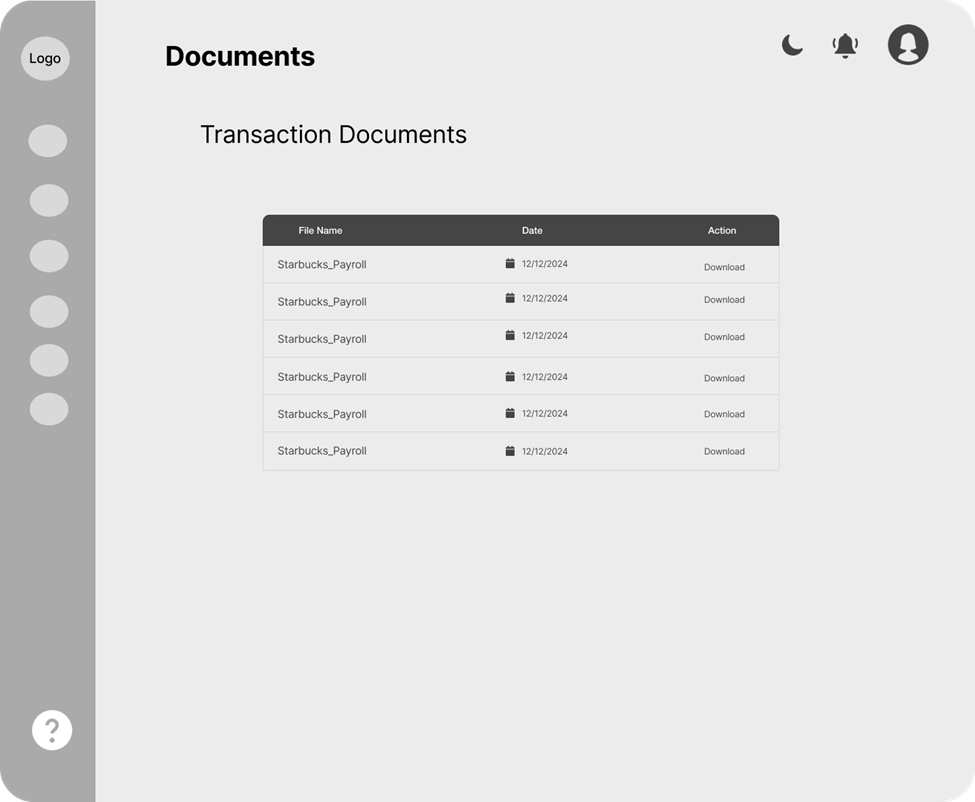 Logo
Documents
Transaction Documents
File Name Date Action
Starbucks_Payroll 12/12/2024 Download
Starbucks_Payroll 12/12/2024 Download
Starbucks_Payroll 12/12/2024 Download
Starbucks_Payroll 12/12/2024 Download
Starbucks_Payroll 12/12/2024 Download
Starbucks_Payroll 12/12/2024 Download
?